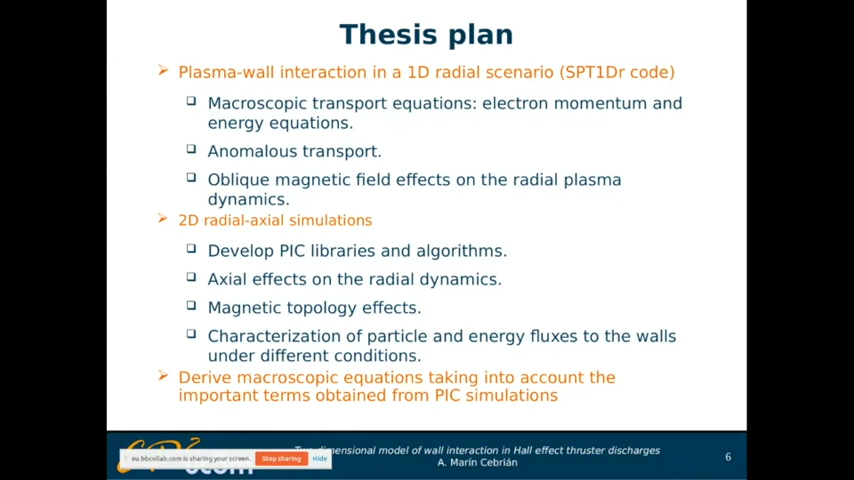 Thesis plan
Plasma-wall interaction in a 1D radial scenario (SPT1Dr code)
Macroscopic transport equations: electron momentum and
energy equations.
Anomalous transport.
Oblique magnetic field effects on the radial plasma
dynamics.
2D radial-axial simulations
Develop PIC libraries and algorithms.
Axial effects on the radial dynamics.
Magnetic topology effects.
Characterization of particle and energy fluxes to the walls
under different conditions.
Derive macroscopic equations taking into account the
important terms obtained from PIC simulations
dimensional model of wall interaction in Hall effect thruster discharges
A. Marín Cebrián
6
eu.bbcollab.com is sharing your screen. Stop sharing Hide